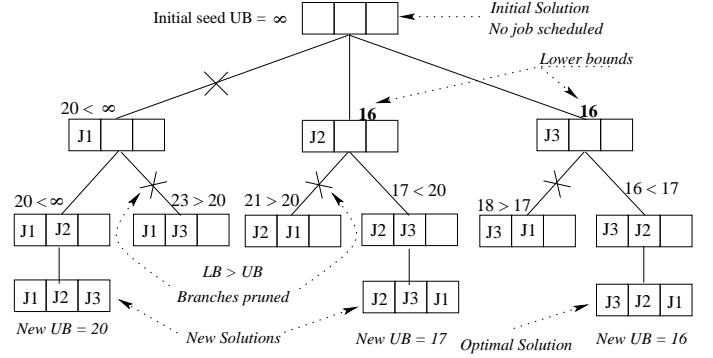 Initial seed UB = ∞
Initial Solution
No job scheduled
Lower bounds
20 < ∞
16
16
J1
J2
J3
20 < ∞
23 > 20
21 > 20
17 < 20
18 > 17
16 < 17
J1 J2
J1 J3
J2 J1
J2 J3
J3 J1
J3 J2
LB > UB
Branches pruned
J1 J2 J3
J2 J3 J1
J3 J2 J1
New UB = 20
New Solutions
New UB = 17
Optimal Solution
New UB = 16